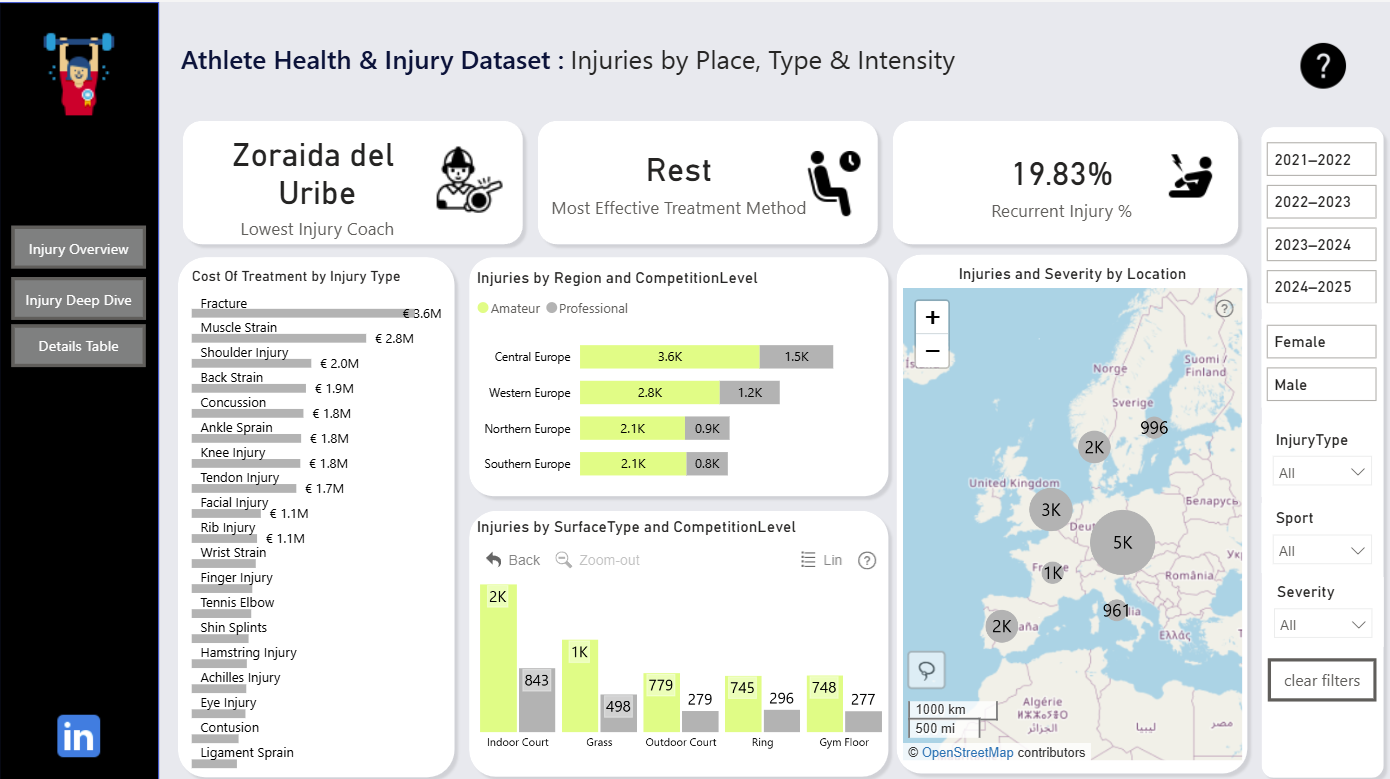 Athlete Health & Injury Dataset : Injuries by Place, Type & Intensity
?
Injury Overview
Injury Deep Dive
Details Table
in
Zoraida del
Uribe
Lowest Injury Coach
Rest
Most Effective Treatment Method
19.83%
Recurrent Injury %
Cost Of Treatment by Injury Type
Fracture
€ 3.6M
Muscle Strain
€ 2.8M
Shoulder Injury
€ 2.0M
Back Strain
€ 1.9M
Concussion
€ 1.8M
Ankle Sprain
€ 1.8M
Knee Injury
€ 1.8M
Tendon Injury
€ 1.7M
Facial Injury
€ 1.1M
Rib Injury
€ 1.1M
Wrist Strain
Finger Injury
Tennis Elbow
Shin Splints
Hamstring Injury
Achilles Injury
Eye Injury
Contusion
Ligament Sprain
Injuries by Region and CompetitionLevel
Amateur Professional
Central Europe 3.6K 1.5K
Western Europe 2.8K 1.2K
Northern Europe 2.1K 0.9K
Southern Europe 2.1K 0.8K
Injuries by SurfaceType and CompetitionLevel
Back Zoom-out Lin ?
2K 843 1K 498 779 279 745 296 748 277
Indoor Court Grass Outdoor Court Ring Gym Floor
Injuries and Severity by Location
+
−
?
Norge
Suomi /
Finland
Sverige
996
2K
United Kingdom
Беларусь
3K
5K
1K
România
961
2K
Ελλάς
Algérie
ⵍⵣⵣⴰⵢⴻⵔ
الجزائر
ليبيا
مصر
1000 km
500 mi
© OpenStreetMap contributors
2021–2022
2022–2023
2023–2024
2024–2025
Female
Male
InjuryType
All
Sport
All
Severity
All
clear filters